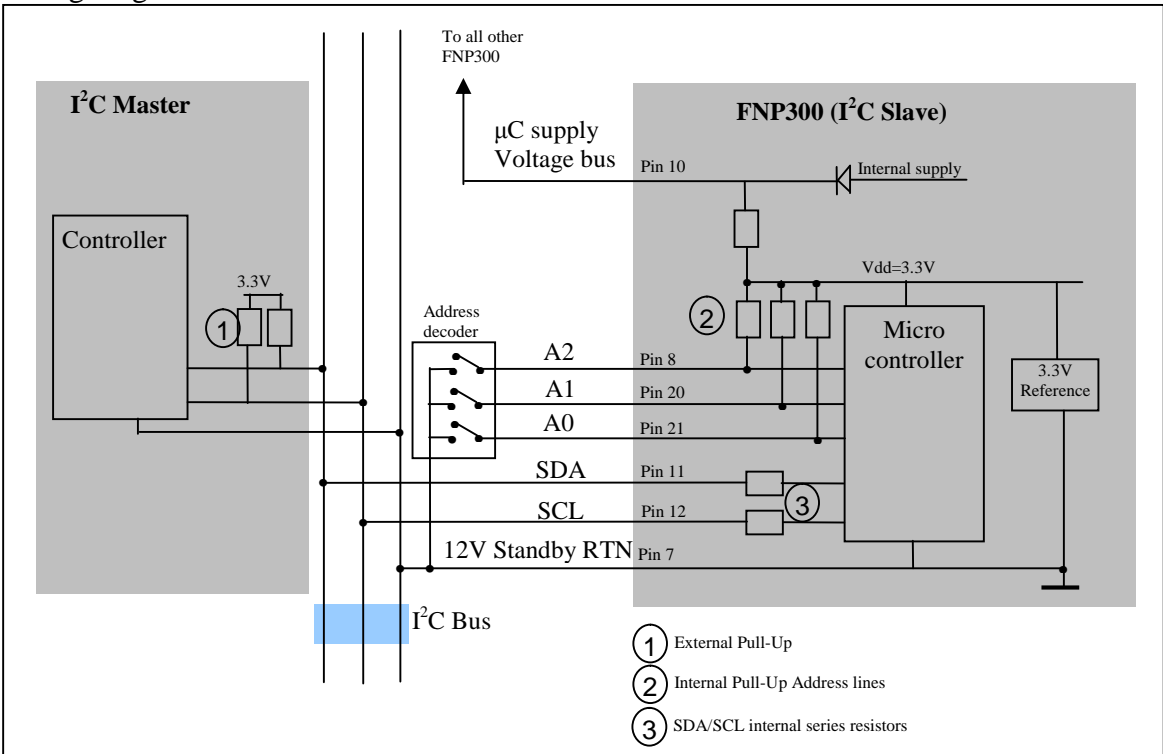 To all other
FNP300
I²C Master
FNP300 (I²C Slave)
μC supply
Voltage bus
Pin 10
Internal supply
Controller
3.3V
Vdd=3.3V
1
2
Address
decoder
Micro
controller
A2
Pin 8
3.3V
Reference
A1
Pin 20
A0
Pin 21
SDA
Pin 11
3
SCL
Pin 12
12V Standby RTN
Pin 7
I²C Bus
1 External Pull-Up
2 Internal Pull-Up Address lines
3 SDA/SCL internal series resistors